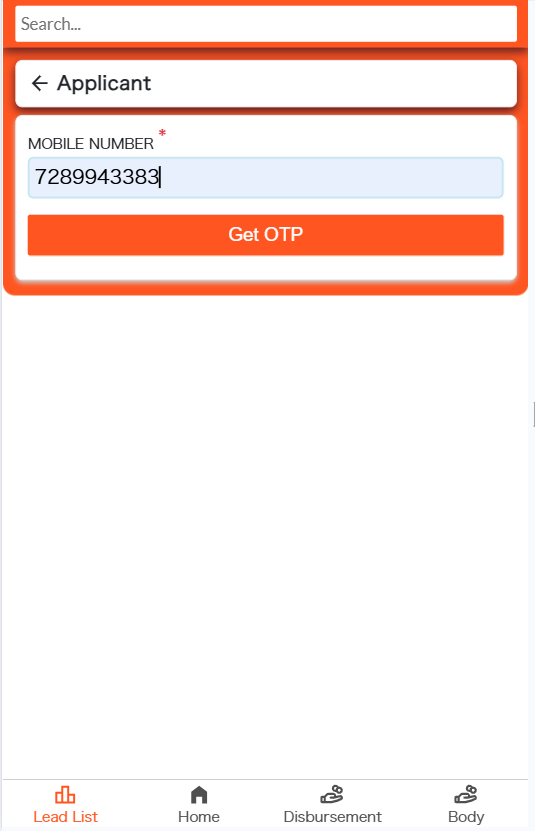 Search...
← Applicant
MOBILE NUMBER *
7289943383
Get OTP
Lead List Home Disbursement Body